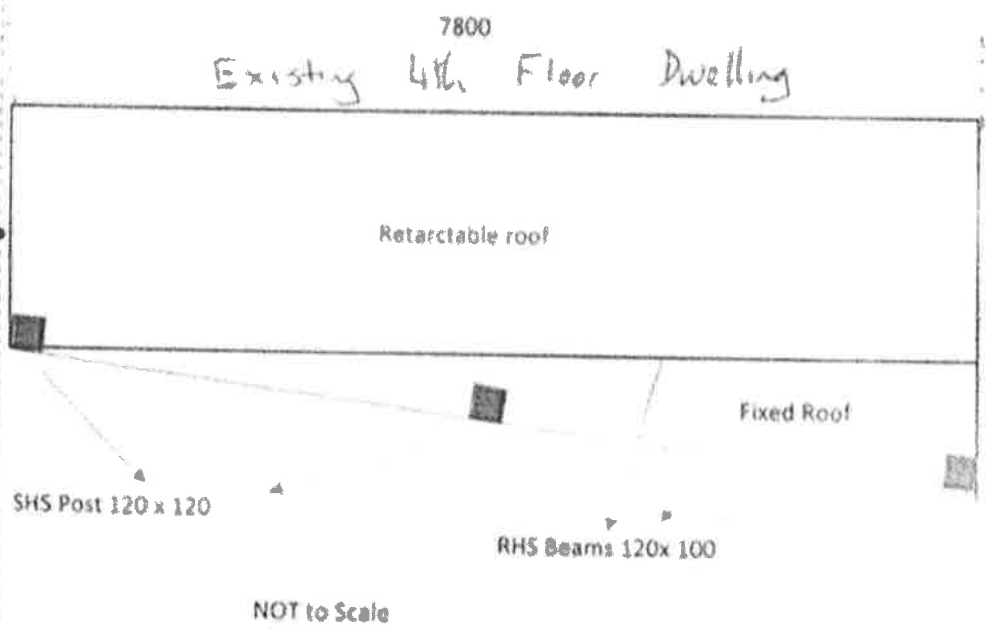 7800
Existing 4th Floor Dwelling
Retarctable roof
Fixed Roof
SHS Post 120 x 120
RHS Beams 120x 100
NOT to Scale